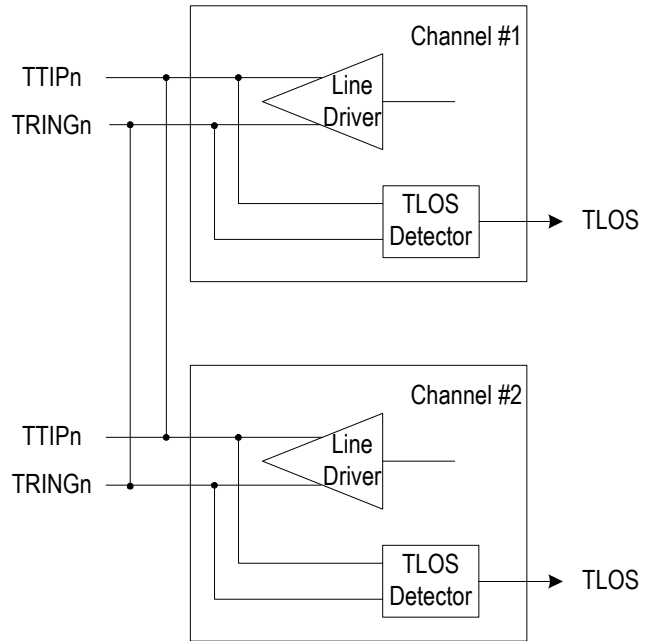 Channel #1
TTIPn
Line
Driver
TRINGn
TLOS
Detector
TLOS
Channel #2
TTIPn
Line
Driver
TRINGn
TLOS
Detector
TLOS